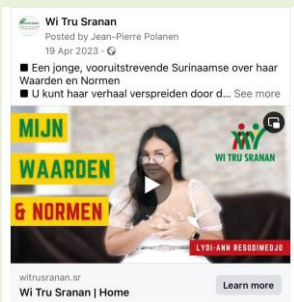 Wi Tru Sranan
Posted by Jean-Pierre Polanen
19 Apr 2023 ·
■ Een jonge, vooruitstrevende Surinaamse over haar
Waarden en Normen
■ U kunt haar verhaal verspreiden door d... See more
MIJN
WAARDEN
& NORMEN
WI TRU SRANAN
LYDI-ANN RESODIMEDJO
witrusranan.sr
Wi Tru Sranan | Home
Learn more